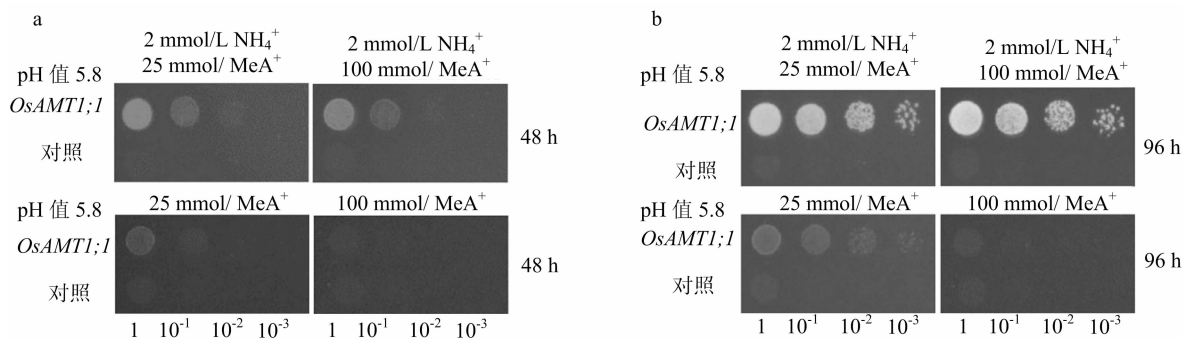 a
2 mmol/L NH₄⁺
25 mmol/ MeA⁺
2 mmol/L NH₄⁺
100 mmol/ MeA⁺
pH 值 5.8
OsAMT1;1
对照
48 h
25 mmol/ MeA⁺
100 mmol/ MeA⁺
pH 值 5.8
OsAMT1;1
对照
48 h
1 10⁻¹ 10⁻² 10⁻³ 1 10⁻¹ 10⁻² 10⁻³
b
2 mmol/L NH₄⁺
25 mmol/ MeA⁺
2 mmol/L NH₄⁺
100 mmol/ MeA⁺
pH 值 5.8
OsAMT1;1
对照
96 h
25 mmol/ MeA⁺
100 mmol/ MeA⁺
pH 值 5.8
OsAMT1;1
对照
96 h
1 10⁻¹ 10⁻² 10⁻³ 1 10⁻¹ 10⁻² 10⁻³